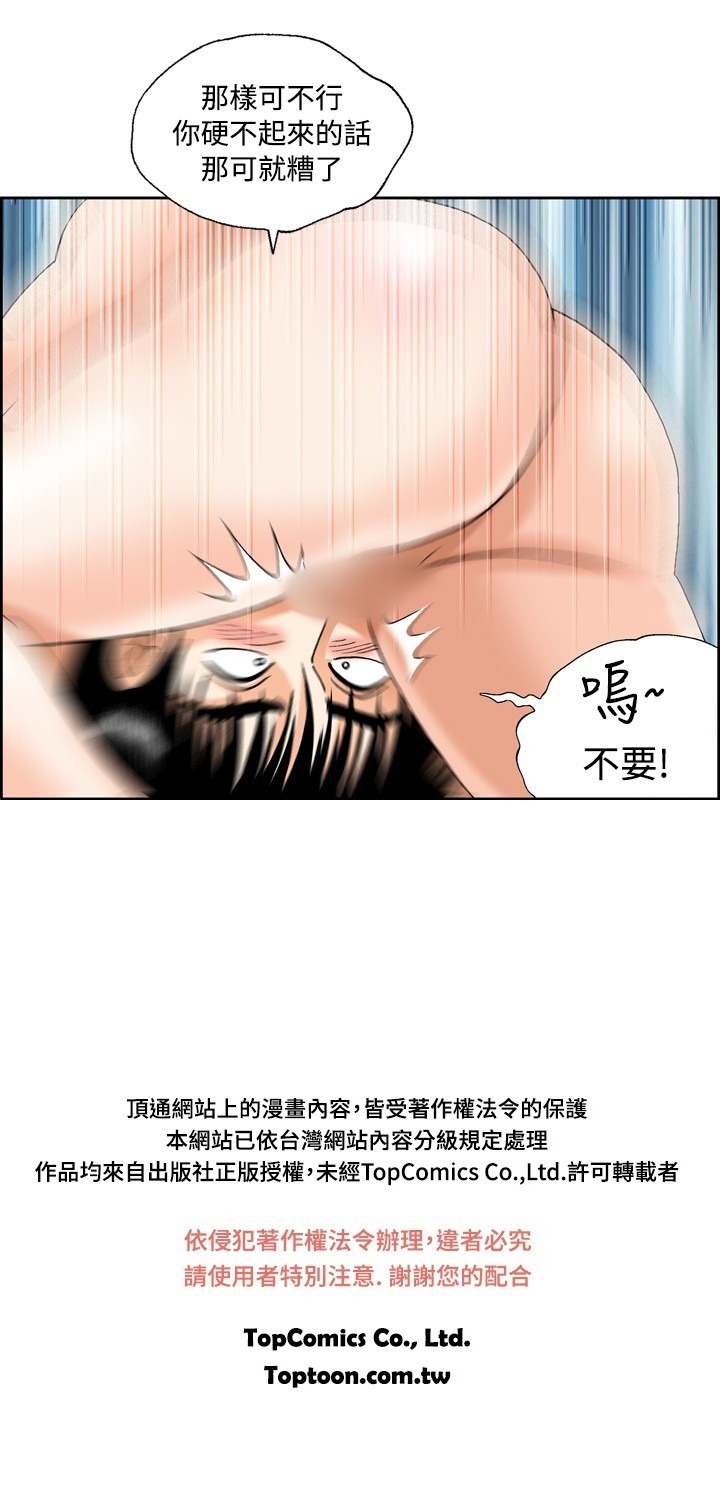 那樣可不行
你硬不起來的話
那可就糟了
嗚~
不要!
頂通網站上的漫畫內容，皆受著作權法令的保護
本網站已依台灣網站內容分級規定處理
作品均來自出版社正版授權，未經TopComics Co.,Ltd.許可轉載者
依侵犯著作權法令辦理，違者必究
請使用者特別注意. 謝謝您的配合
TopComics Co., Ltd.
Toptoon.com.tw